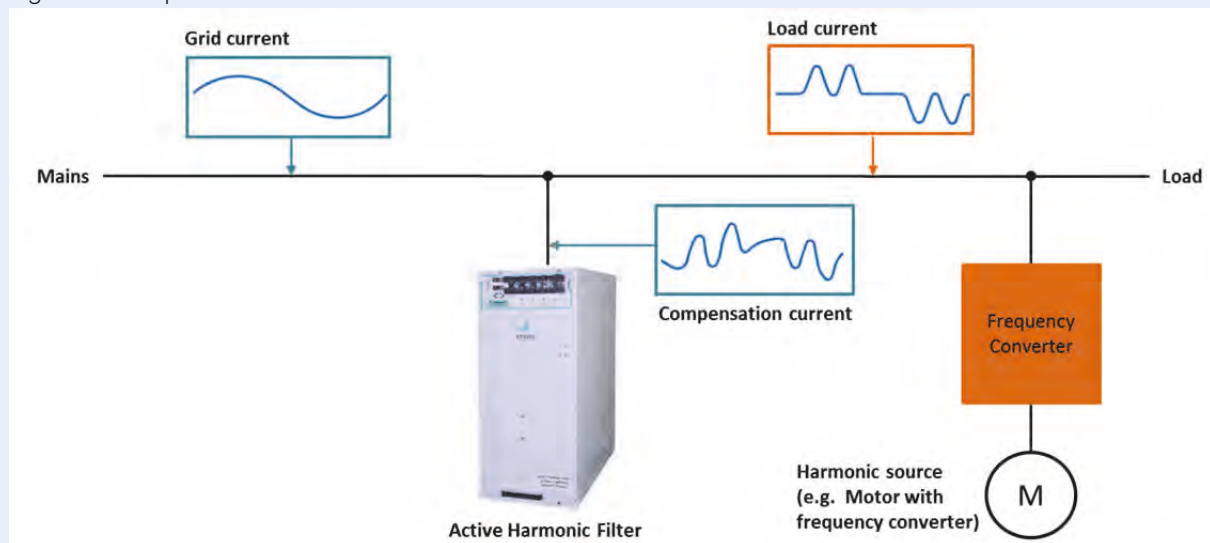 Grid current
Load current
Mains
Load
Compensation current
Frequency
Converter
Harmonic source
(e.g. Motor with
frequency converter)
M
Active Harmonic Filter